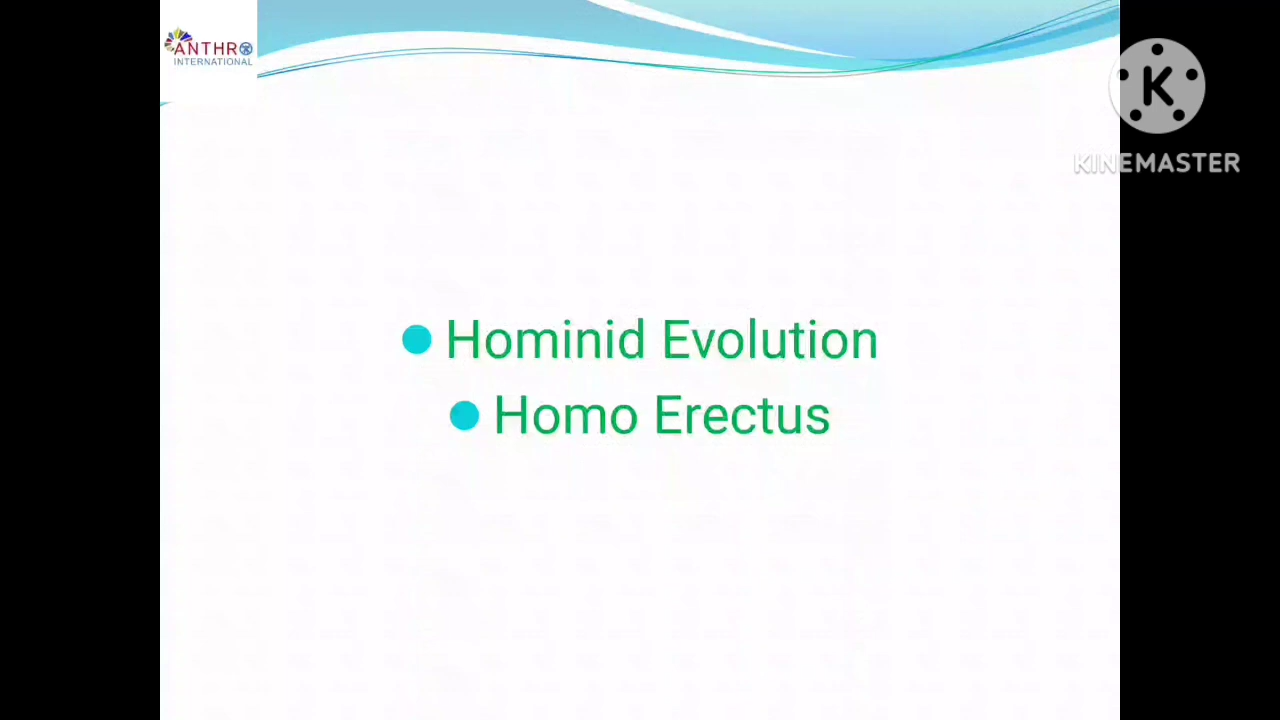 ANTHRO
INTERNATIONAL
K
KINEMASTER
Hominid Evolution
Homo Erectus